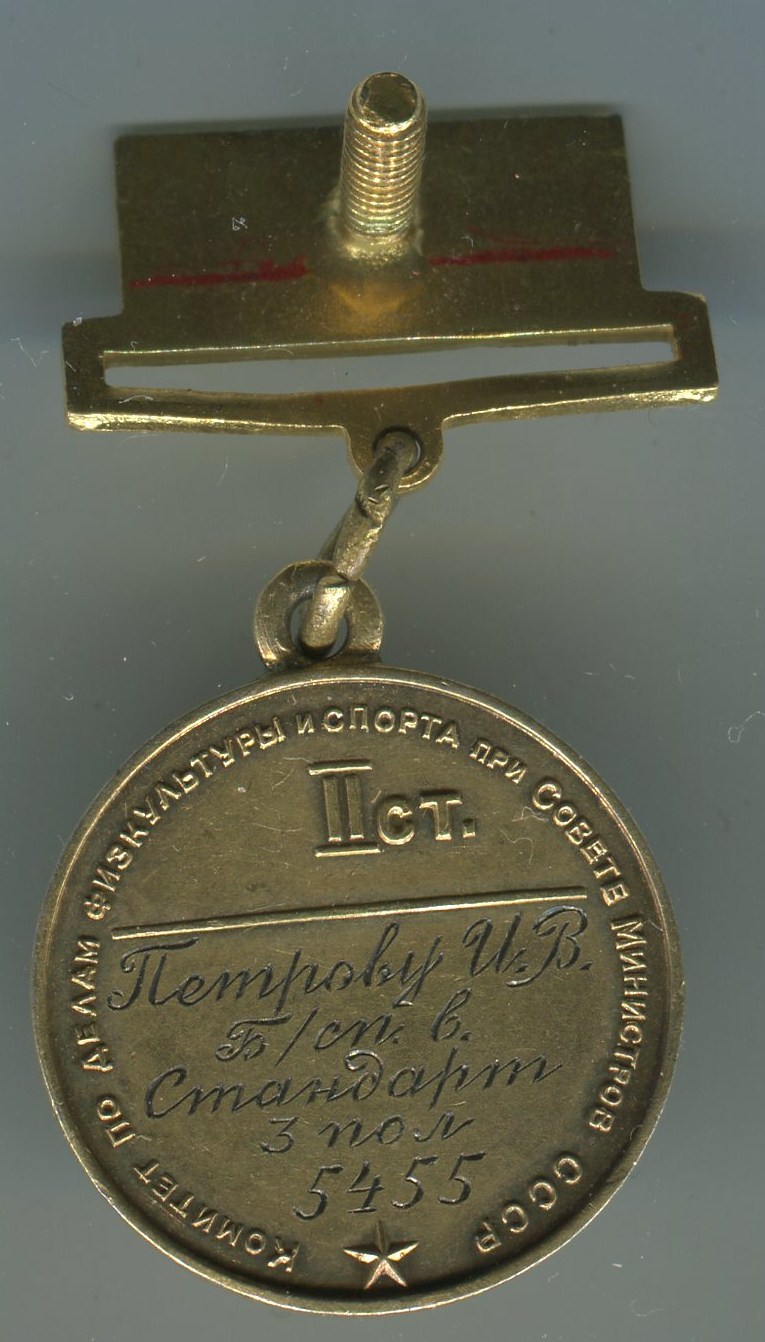 Комитет по делам физкультуры и спорта при Совете Министров СССР
II ст.
Петрову И.В.
Б/сп. в.
Стандарт
3 пол
5455